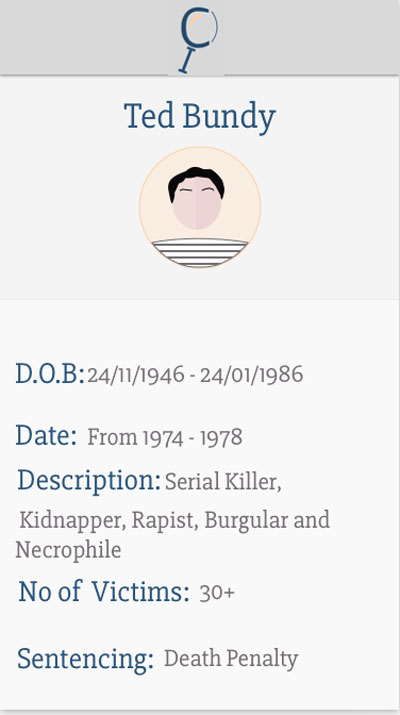 Ted Bundy
D.O.B: 24/11/1946 - 24/01/1986
Date: From 1974 - 1978
Description: Serial Killer,
Kidnapper, Rapist, Burgular and
Necrophile
No of Victims: 30+
Sentencing: Death Penalty